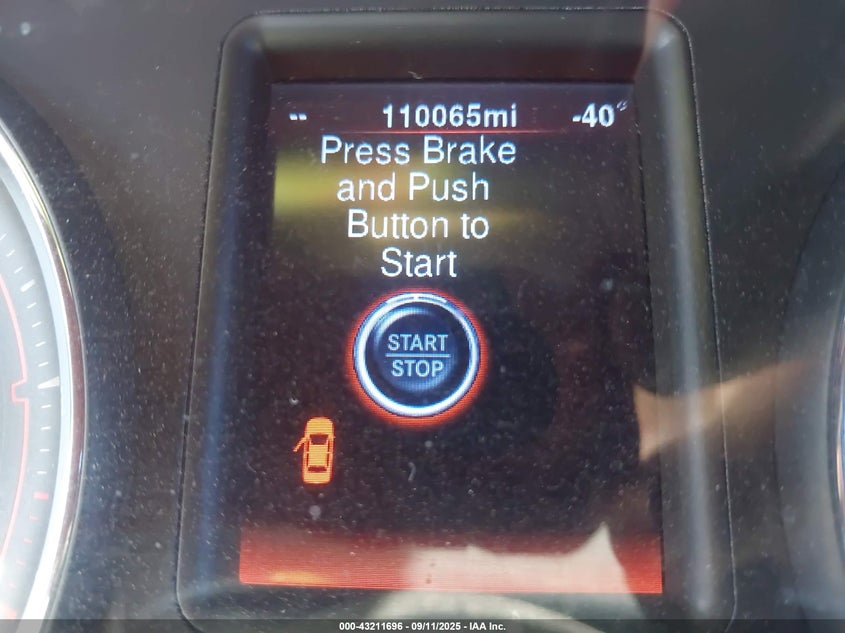 -- 110065mi -40°
Press Brake
and Push
Button to
Start
START
STOP
000-43211696 - 09/11/2025 - IAA Inc.